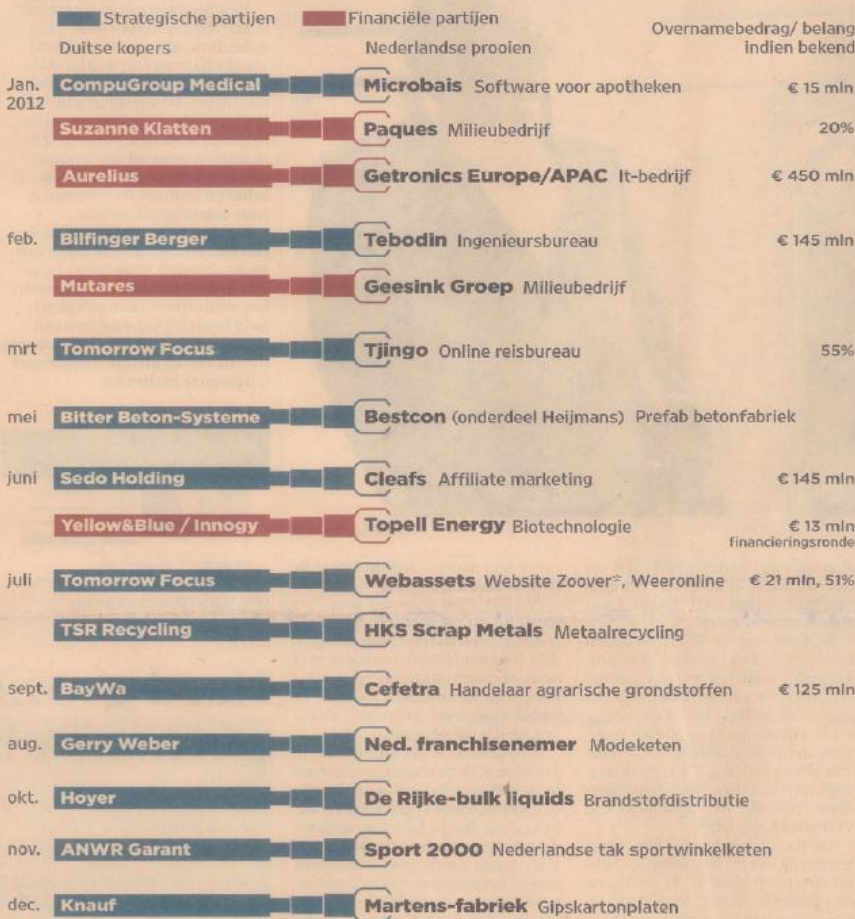 Strategische partijen Financiële partijen
Overnamebedrag/ belang
indien bekend
Duitse kopers Nederlandse prooien
Jan.
2012
CompuGroup Medical Microbais Software voor apotheken € 15 mln
Suzanne Klatten Paques Milieubedrijf 20%
Aurelius Getronics Europe/APAC It-bedrijf € 450 mln
feb. Bilfinger Berger Tebodin Ingenieursbureau € 145 mln
Mutares Geesink Groep Milieubedrijf
mrt Tomorrow Focus Tjingo Online reisbureau 55%
mei Bitter Beton-Systeme Bestcon (onderdeel Heijmans) Prefab betonfabriek
juni Sedo Holding Cleafs Affiliate marketing € 145 mln
Yellow&Blue / Innogy Topell Energy Biotechnologie € 13 mln
financieringsronde
juli Tomorrow Focus Webassets Website Zoover*, Weeronline € 21 mln, 51%
TSR Recycling HKS Scrap Metals Metaalrecycling
sept. BayWa Cefetra Handelaar agrarische grondstoffen € 125 mln
aug. Gerry Weber Ned. franchisenemer Modeketen
okt. Hoyer De Rijke-bulk liquids Brandstofdistributie
nov. ANWR Garant Sport 2000 Nederlandse tak sportwinkelketen
dec. Knauf Martens-fabriek Gipskartonplaten